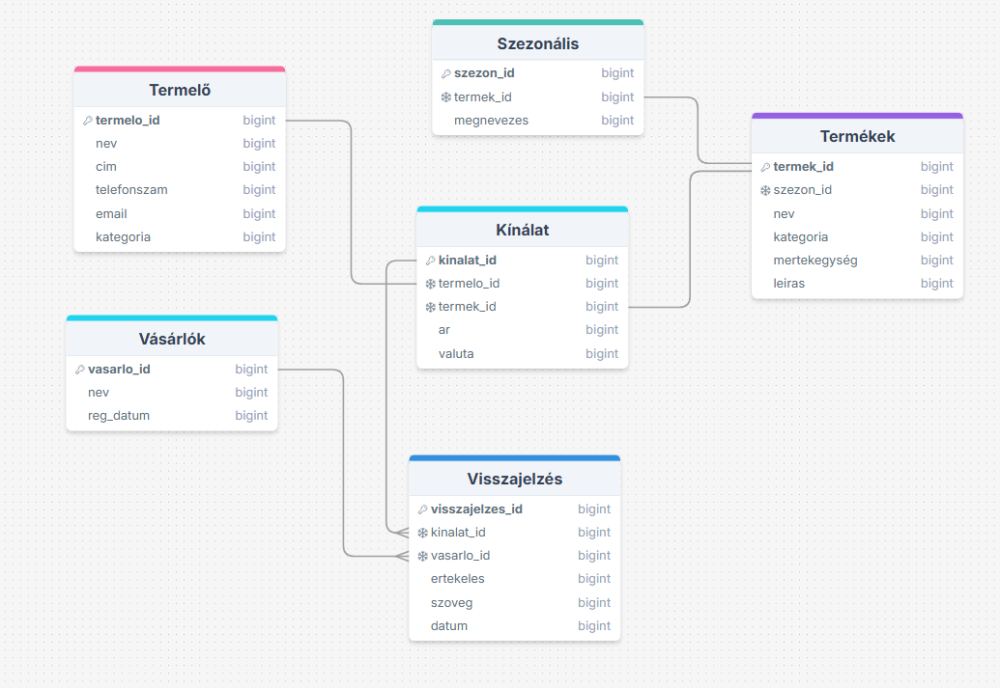 Szezonális
szezon_id bigint
termek_id bigint
megnevezes bigint
Termelő
termelo_id bigint
nev bigint
cim bigint
telefonszam bigint
email bigint
kategoria bigint
Termékek
termek_id bigint
szezon_id bigint
nev bigint
kategoria bigint
mertekegység bigint
leiras bigint
Kínálat
kinalat_id bigint
termelo_id bigint
termek_id bigint
ar bigint
valuta bigint
Vásárlók
vasarlo_id bigint
nev bigint
reg_datum bigint
Visszajelzés
visszajelzes_id bigint
kinalat_id bigint
vasarlo_id bigint
ertekeles bigint
szoveg bigint
datum bigint